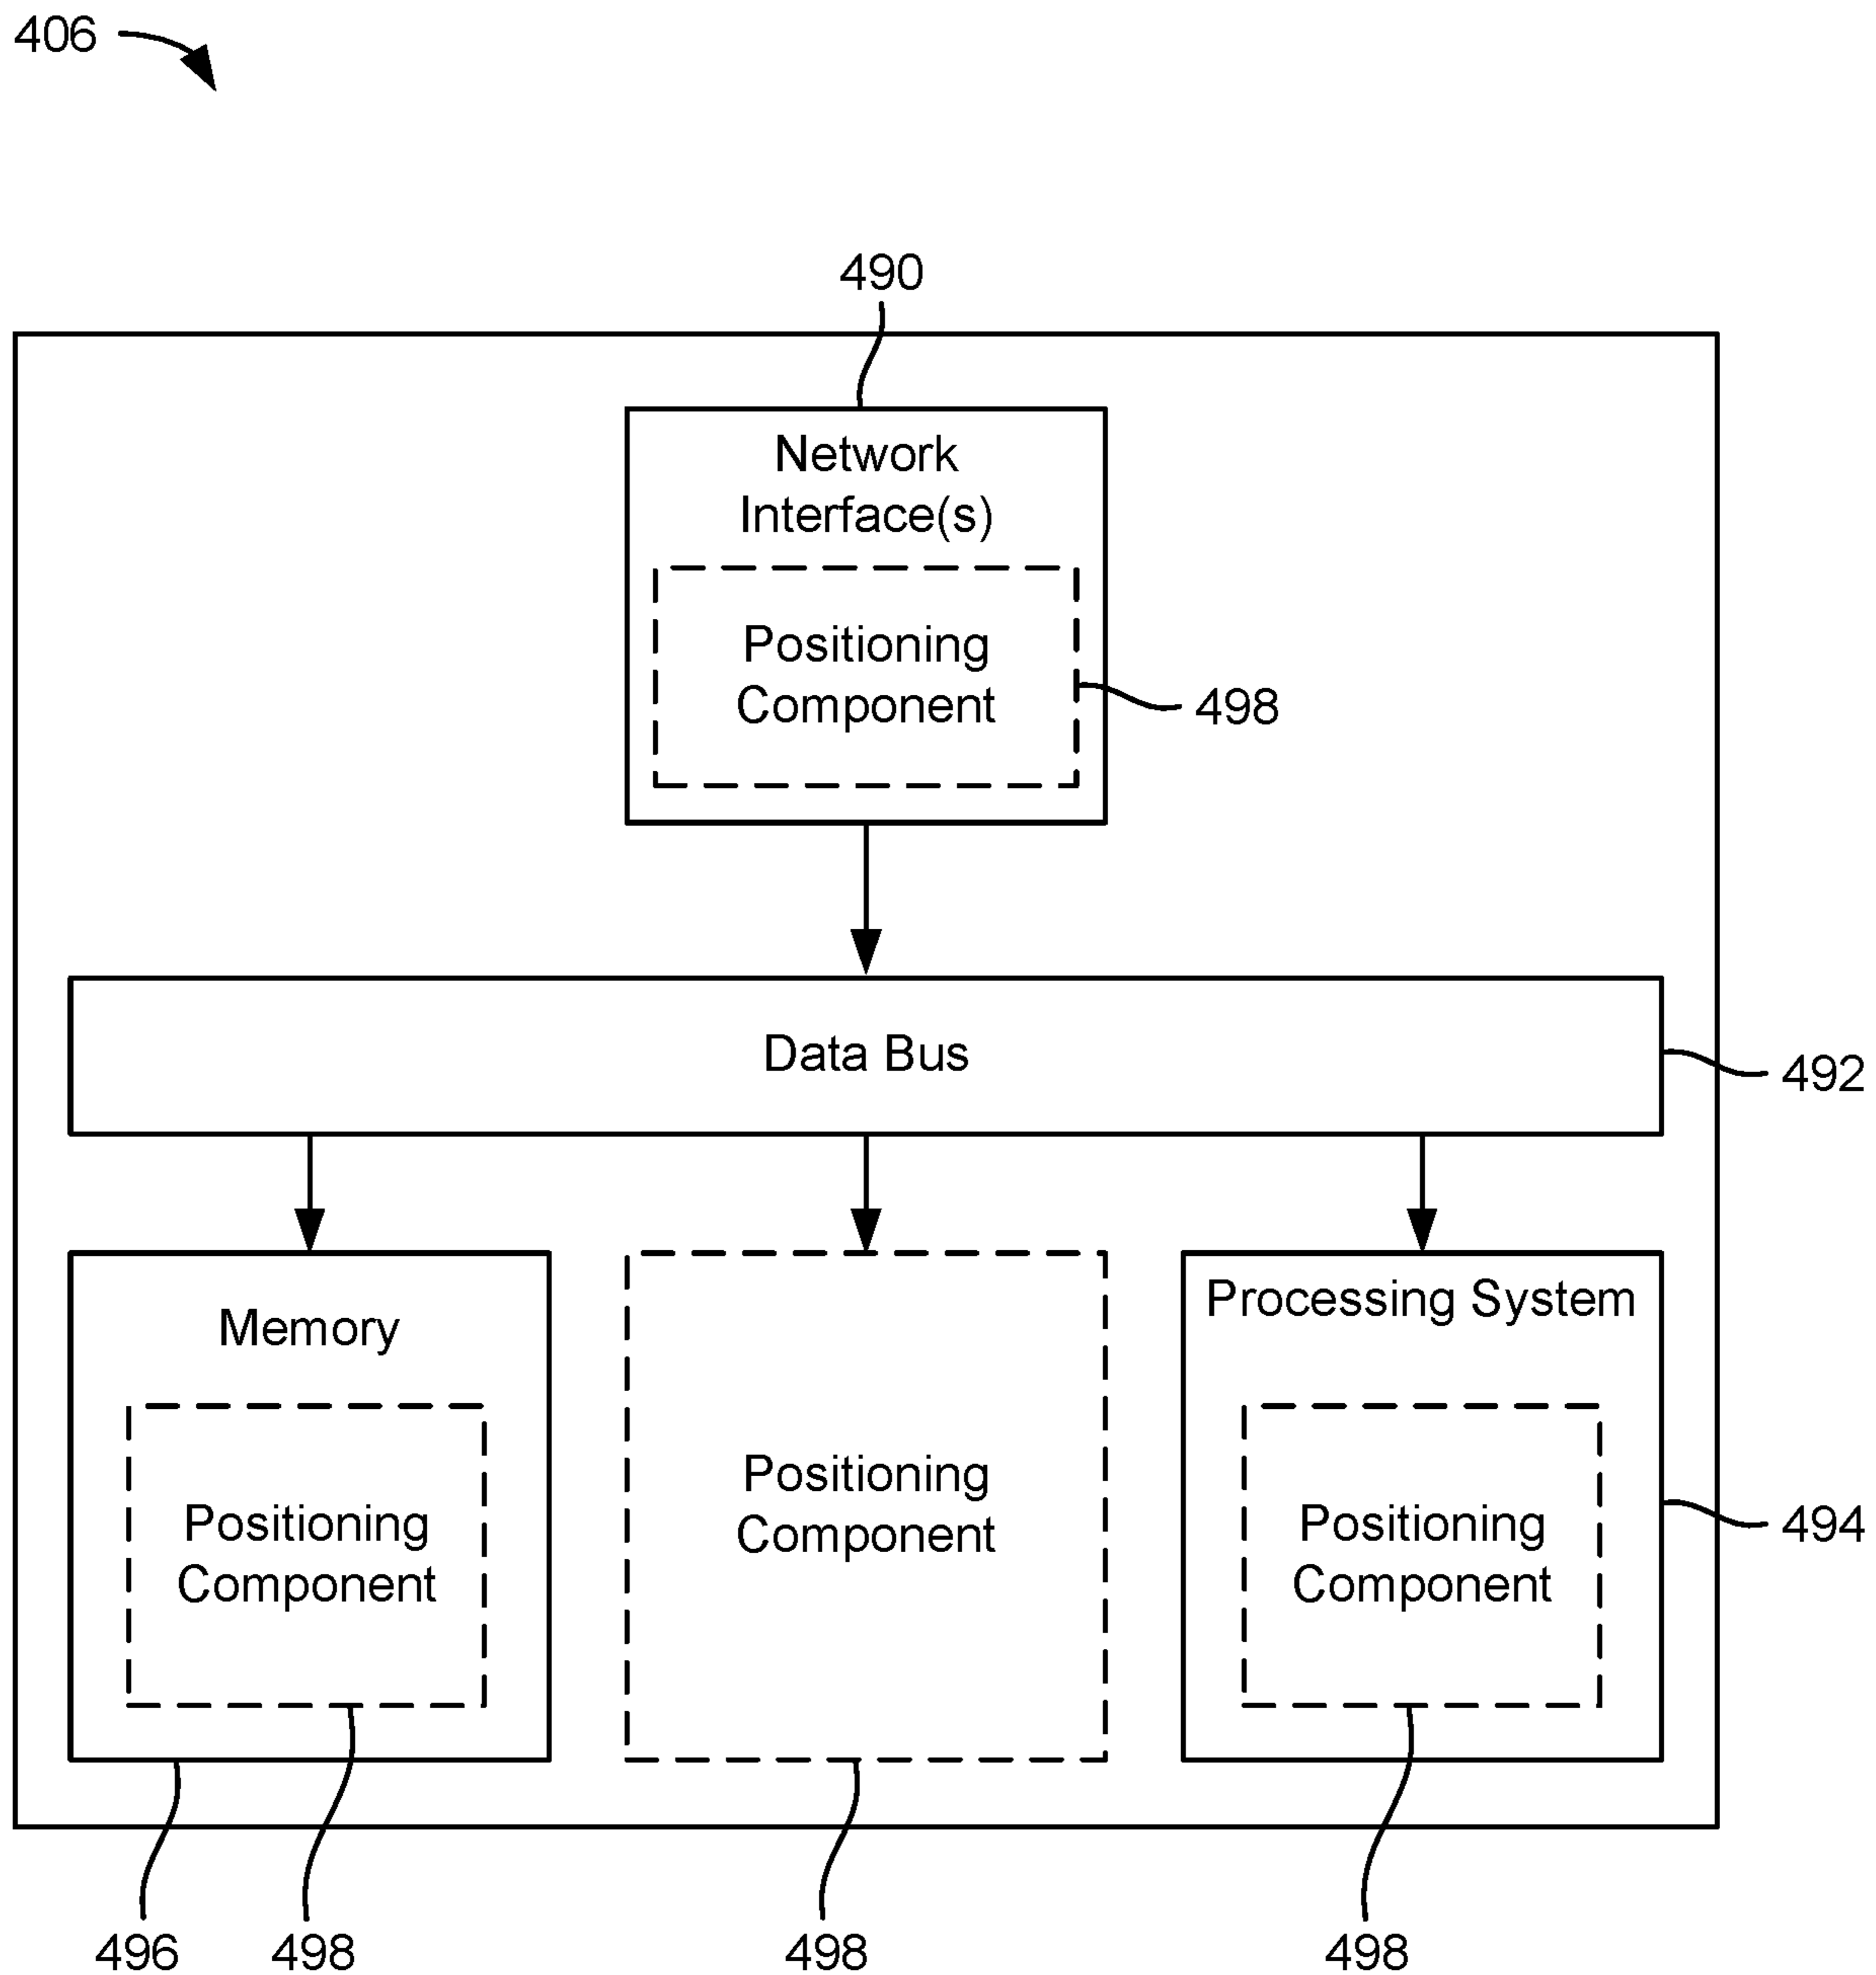 406
490
Network
Interface(s)
Positioning
Component
498
Data Bus
492
Memory
Positioning
Component
Positioning
Component
Processing System
Positioning
Component
494
496
498
498
498